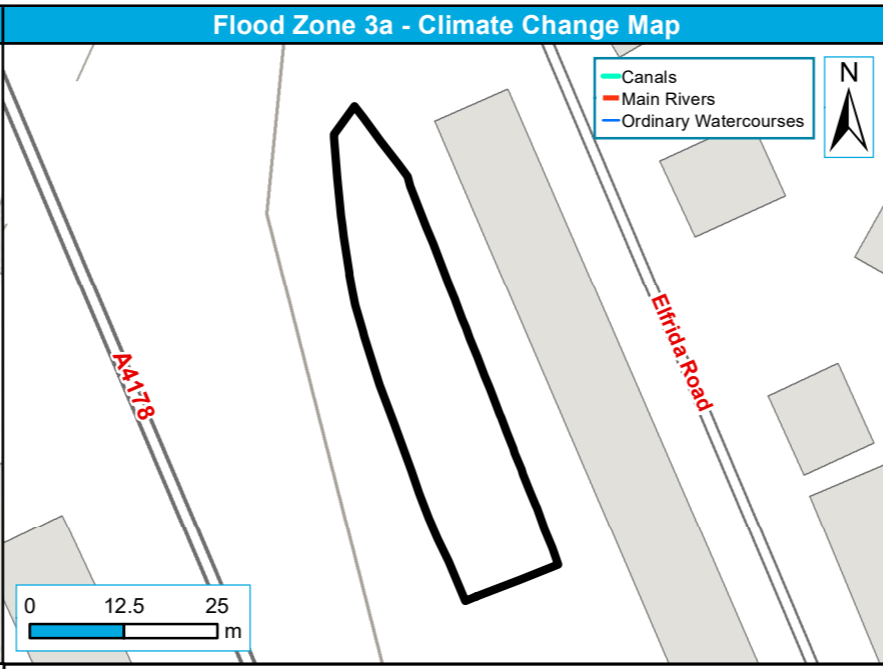 Flood Zone 3a - Climate Change Map
Canals
Main Rivers
Ordinary Watercourses
N
Elfrida Road
A4178
0 12.5 25
m